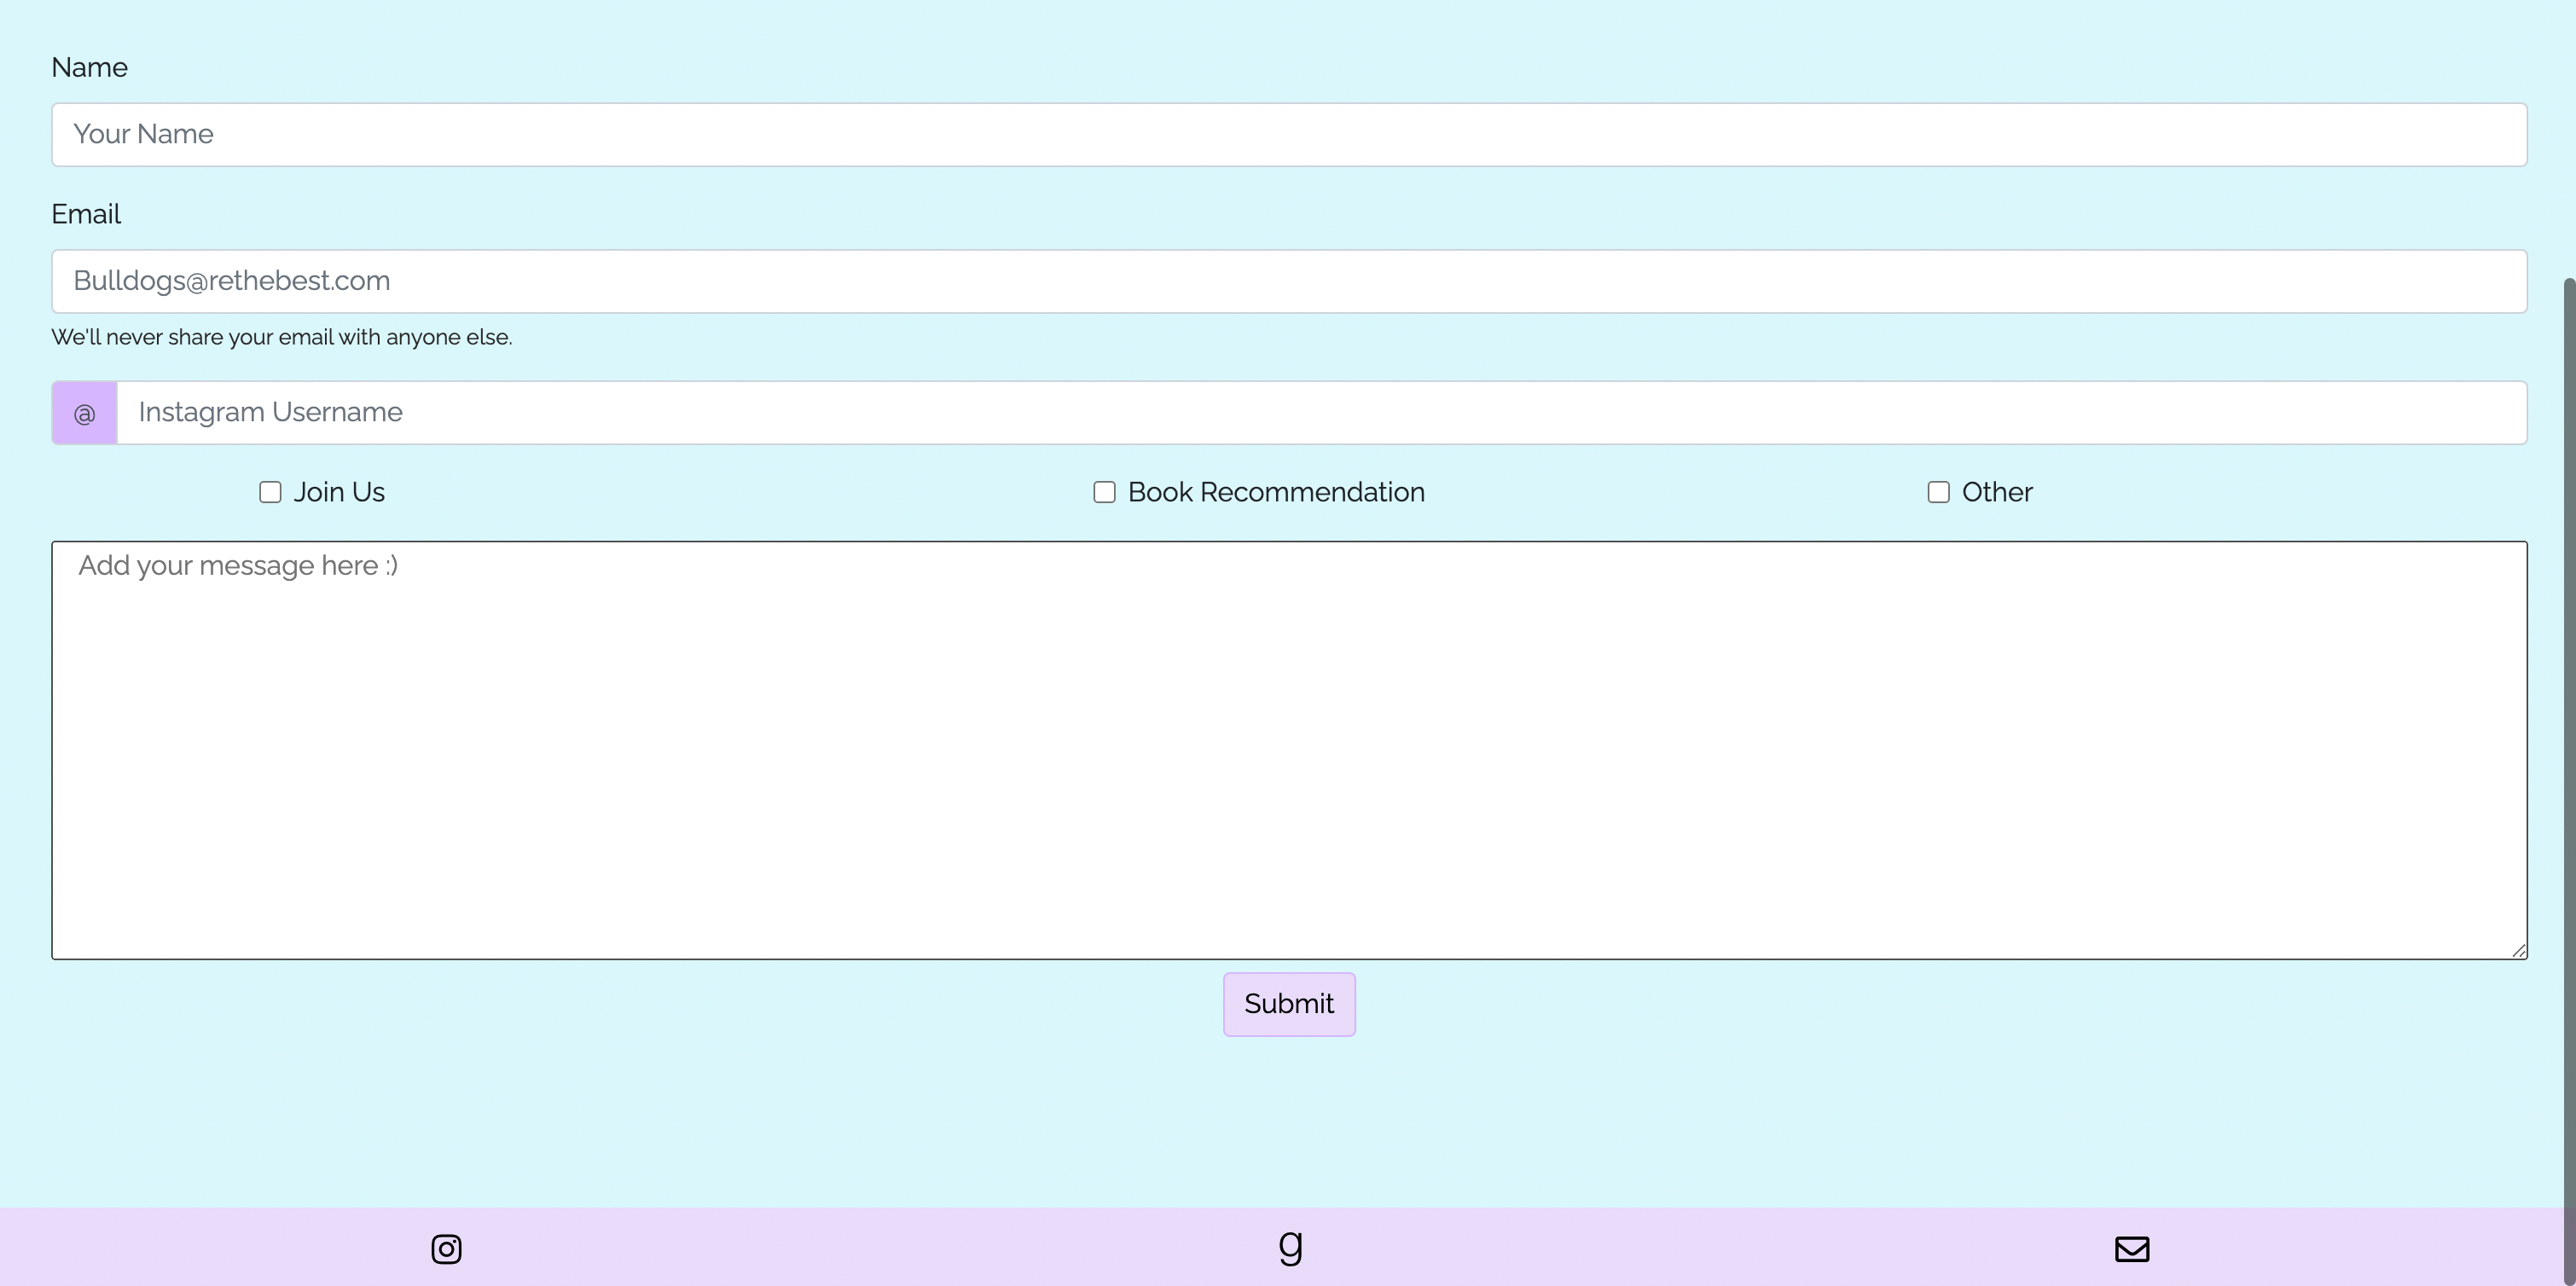 Name
Your Name
Email
Bulldogs@rethebest.com
We'll never share your email with anyone else.
@ Instagram Username
Join Us Book Recommendation Other
Add your message here :)
Submit
g